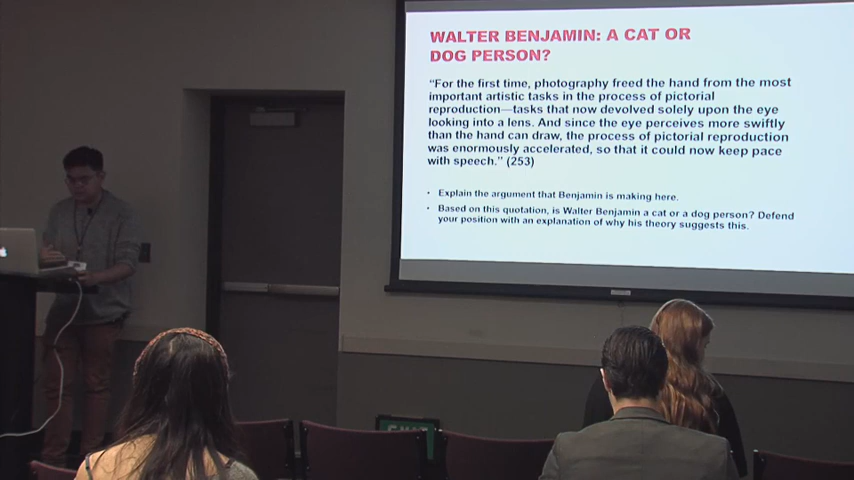 WALTER BENJAMIN: A CAT OR
DOG PERSON?
“For the first time, photography freed the hand from the most
important artistic tasks in the process of pictorial
reproduction—tasks that now devolved solely upon the eye
looking into a lens. And since the eye perceives more swiftly
than the hand can draw, the process of pictorial reproduction
was enormously accelerated, so that it could now keep pace
with speech.” (253)
• Explain the argument that Benjamin is making here.
• Based on this quotation, is Walter Benjamin a cat or a dog person? Defend
your position with an explanation of why his theory suggests this.